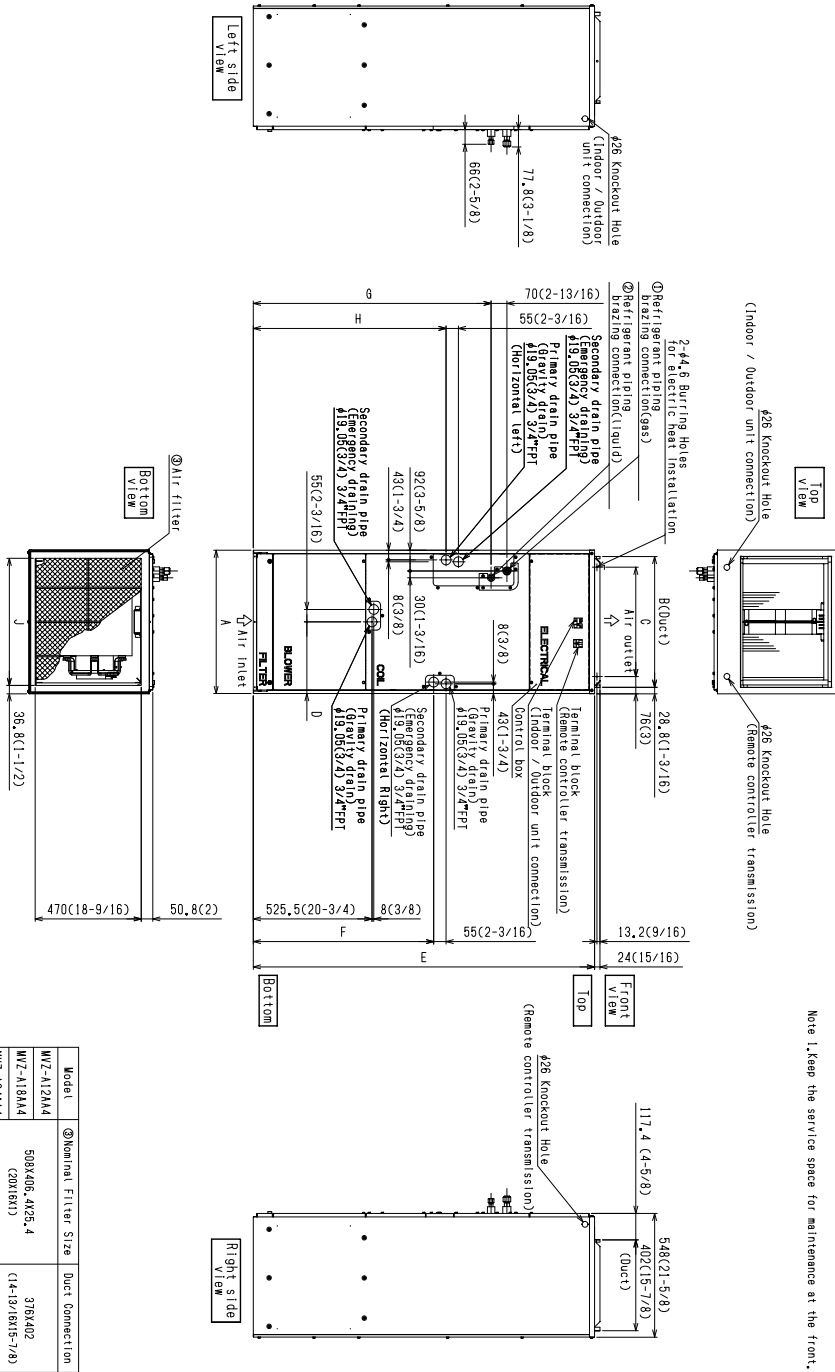 Note 1.Keep the service space for maintenance at the front.
Top
view
φ26 Knockout Hole
(Indoor / Outdoor unit connection)
φ26 Knockout Hole
(Remote controller transmission)
Left side
view
φ26 Knockout Hole
(Indoor / Outdoor
unit connection)
77.8(3-1/8)
66(2-5/8)
2-φ4.6 Burring Holes
for electric heat installation
①Refrigerant piping
brazing connection(gas)
②Refrigerant piping
brazing connection(liquid)
70(2-13/16)
55(2-3/16)
G
H
Secondary drain pipe
(Emergency draining)
φ19.05(3/4) 3/4"FPT
Primary drain pipe
(Gravity drain)
φ19.05(3/4) 3/4"FPT
(Horizontal left)
Secondary drain pipe
(Emergency draining)
φ19.05(3/4) 3/4"FPT
55(2-3/16)
92(3-5/8)
43(1-3/4)
8(3/8)
30(1-3/16)
8(3/8)
B(Duct)
C
Air outlet
28.8(1-3/16)
76(3)
ELECTRICAL
COIL
BLOWER
FILTER
Air inlet
A
D
Terminal block
(Remote controller transmission)
Terminal block
(Indoor / Outdoor unit connection)
Control box
43(1-3/4)
Primary drain pipe
(Gravity drain)
φ19.05(3/4) 3/4"FPT
Secondary drain pipe
(Emergency draining)
φ19.05(3/4) 3/4"FPT
(Horizontal Right)
Primary drain pipe
(Gravity drain)
φ19.05(3/4) 3/4"FPT
13.2(9/16)
24(15/16)
55(2-3/16)
E
F
8(3/8)
525.5(20-3/4)
Front
view
Top
Bottom
φ26 Knockout Hole
(Remote controller transmission)
117.4 (4-5/8)
548(21-5/8)
402(15-7/8)
(Duct)
Right side
view
Bottom
view
③Air filter
J
36.8(1-1/2)
470(18-9/16)
50.8(2)
Model ③Nominal Filter Size Duct Connection
MVZ-A12AA4
MVZ-A18AA4
508X406.4X25.4
(20X16X1)
376X402
(14-13/16X15-7/8)